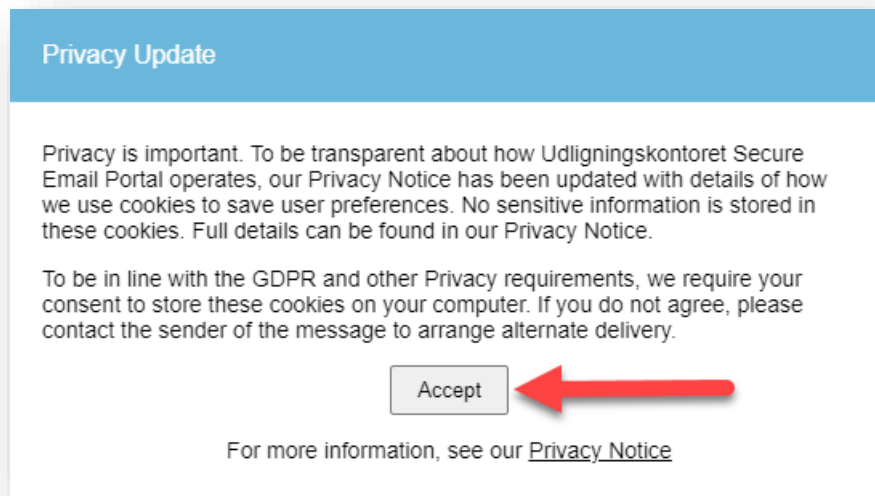 Privacy Update
Privacy is important. To be transparent about how Udligningskontoret Secure
Email Portal operates, our Privacy Notice has been updated with details of how
we use cookies to save user preferences. No sensitive information is stored in
these cookies. Full details can be found in our Privacy Notice.
To be in line with the GDPR and other Privacy requirements, we require your
consent to store these cookies on your computer. If you do not agree, please
contact the sender of the message to arrange alternate delivery.
Accept
For more information, see our Privacy Notice